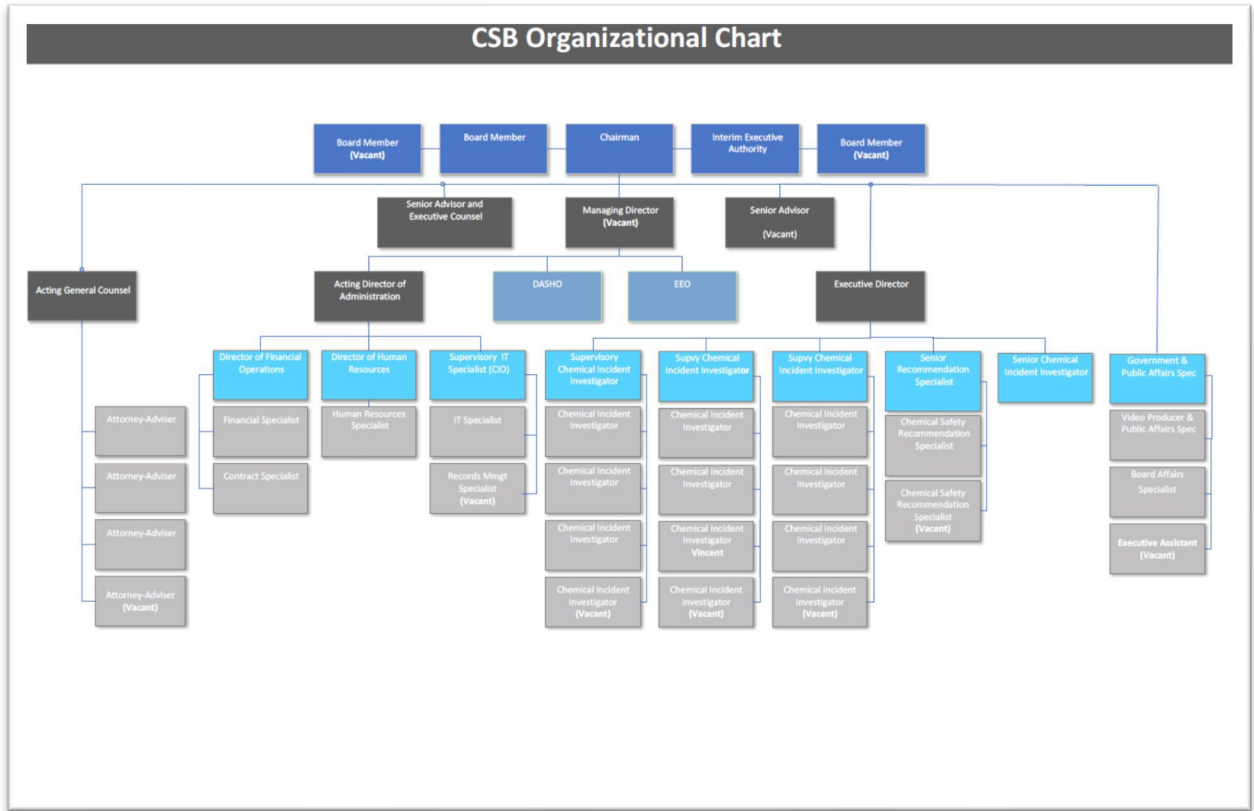 CSB Organizational Chart
Board Member
(Vacant)
Board Member
Chairman
Interim Executive
Authority
Board Member
(Vacant)
Senior Advisor and
Executive Counsel
Managing Director
(Vacant)
Senior Advisor
(Vacant)
Acting General Counsel
Acting Director of
Administration
DASHO
EEO
Executive Director
Director of Financial
Operations
Director of Human
Resources
Supervisory IT
Specialist (CIO)
Supervisory
Chemical Incident
Investigator
Supvy Chemical
Incident Investigator
Supvy Chemical
Incident Investigator
Senior
Recommendation
Specialist
Senior Chemical
Incident Investigator
Government &
Public Affairs Spec
Attorney-Adviser
Financial Specialist
Human Resources
Specialist
IT Specialist
Chemical Incident
Investigator
Chemical Incident
Investigator
Chemical Incident
Investigator
Chemical Safety
Recommendation
Specialist
Video Producer &
Public Affairs Spec
Attorney-Adviser
Contract Specialist
Records Mmgt
Specialist
(Vacant)
Chemical Incident
Investigator
Chemical Incident
Investigator
Chemical Incident
Investigator
Chemical Safety
Recommendation
Specialist
(Vacant)
Board Affairs
Specialist
Attorney-Adviser
Chemical Incident
Investigator
Chemical Incident
Investigator
Vincent
Chemical Incident
Investigator
Executive Assistant
(Vacant)
Attorney-Adviser
(Vacant)
Chemical Incident
Investigator
(Vacant)
Chemical Incident
Investigator
(Vacant)
Chemical Incident
Investigator
(Vacant)